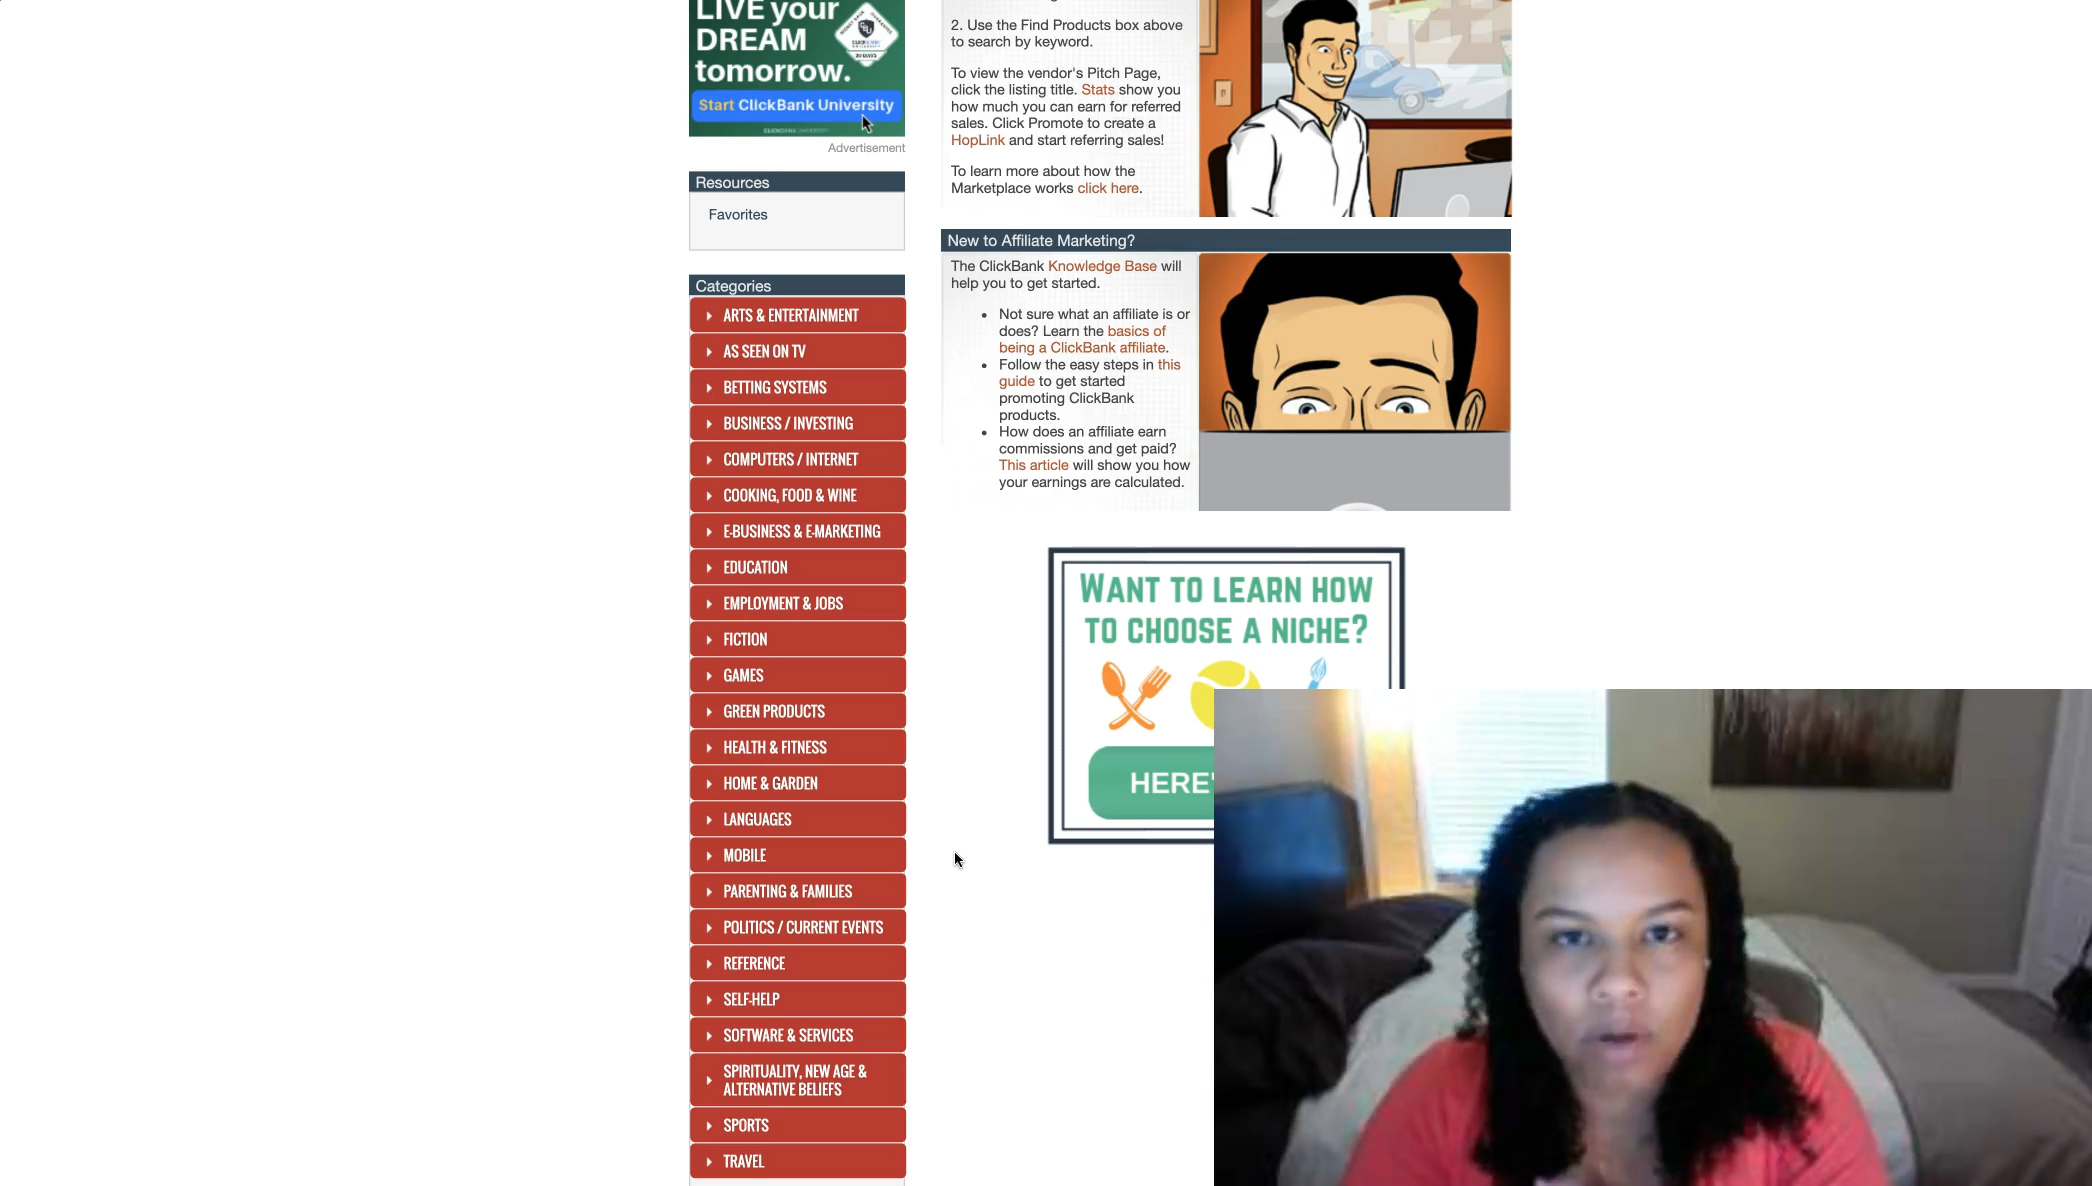 LIVE your
DREAM
tomorrow.
Start ClickBank University
Advertisement
Resources
Favorites
Categories
ARTS & ENTERTAINMENT
AS SEEN ON TV
BETTING SYSTEMS
BUSINESS / INVESTING
COMPUTERS / INTERNET
COOKING, FOOD & WINE
E-BUSINESS & E-MARKETING
EDUCATION
EMPLOYMENT & JOBS
FICTION
GAMES
GREEN PRODUCTS
HEALTH & FITNESS
HOME & GARDEN
LANGUAGES
MOBILE
PARENTING & FAMILIES
POLITICS / CURRENT EVENTS
REFERENCE
SELF-HELP
SOFTWARE & SERVICES
SPIRITUALITY, NEW AGE &
ALTERNATIVE BELIEFS
SPORTS
TRAVEL
2. Use the Find Products box above
to search by keyword.
To view the vendor's Pitch Page,
click the listing title. Stats show you
how much you can earn for referred
sales. Click Promote to create a
HopLink and start referring sales!
To learn more about how the
Marketplace works click here.
New to Affiliate Marketing?
The ClickBank Knowledge Base will
help you to get started.
• Not sure what an affiliate is or
does? Learn the basics of
being a ClickBank affiliate.
• Follow the easy steps in this
guide to get started
promoting ClickBank
products.
• How does an affiliate earn
commissions and get paid?
This article will show you how
your earnings are calculated.
WANT TO LEARN HOW
TO CHOOSE A NICHE?
HERE'